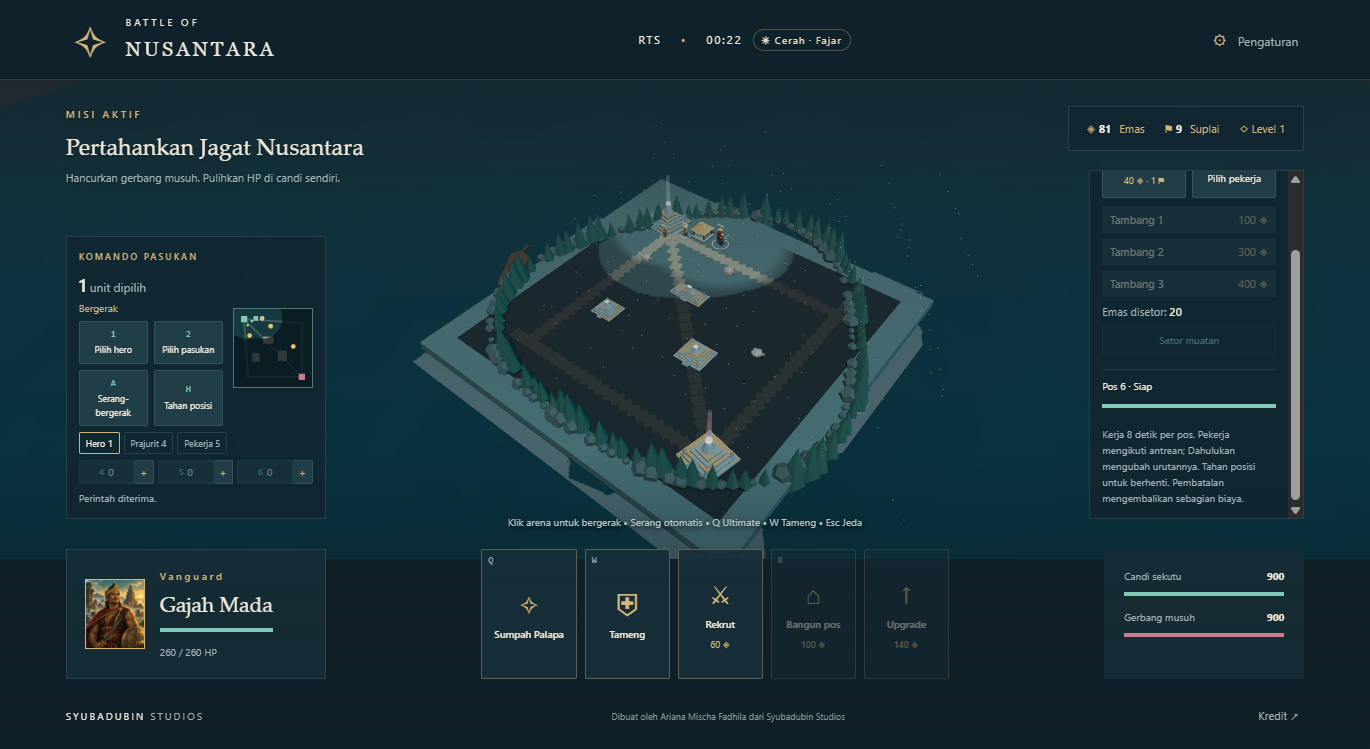 BATTLE OF
NUSANTARA
RTS • 00:22 Cerah · Fajar
Pengaturan
MISI AKTIF
Pertahankan Jagat Nusantara
Hancurkan gerbang musuh. Pulihkan HP di candi sendiri.
81 Emas 9 Suplai Level 1
KOMANDO PASUKAN
1 unit dipilih
Bergerak
1
Pilih hero
2
Pilih pasukan
A
Serang-
bergerak
H
Tahan posisi
Hero 1 Prajurit 4 Pekerja 5
4 0 + 5 0 + 6 0 +
Perintah diterima.
40 ◈ · 1
Pilih pekerja
Tambang 1 100 ◈
Tambang 2 300 ◈
Tambang 3 400 ◈
Emas disetor: 20
Setor muatan
Pos 6 · Siap
Kerja 8 detik per pos. Pekerja
mengikuti antrean; Dahulukan
mengubah urutannya. Tahan posisi
untuk berhenti. Pembatalan
mengembalikan sebagian biaya.
Klik arena untuk bergerak • Serang otomatis • Q Ultimate • W Tameng • Esc Jeda
Vanguard
Gajah Mada
260 / 260 HP
Q
Sumpah Palapa
W
Tameng
Rekrut
60 ◈
B
Bangun pos
100 ◈
Upgrade
140 ◈
Candi sekutu 900
Gerbang musuh 900
SYUBADUBIN STUDIOS
Dibuat oleh Ariana Mischa Fadhila dari Syubadubin Studios
Kredit ↗